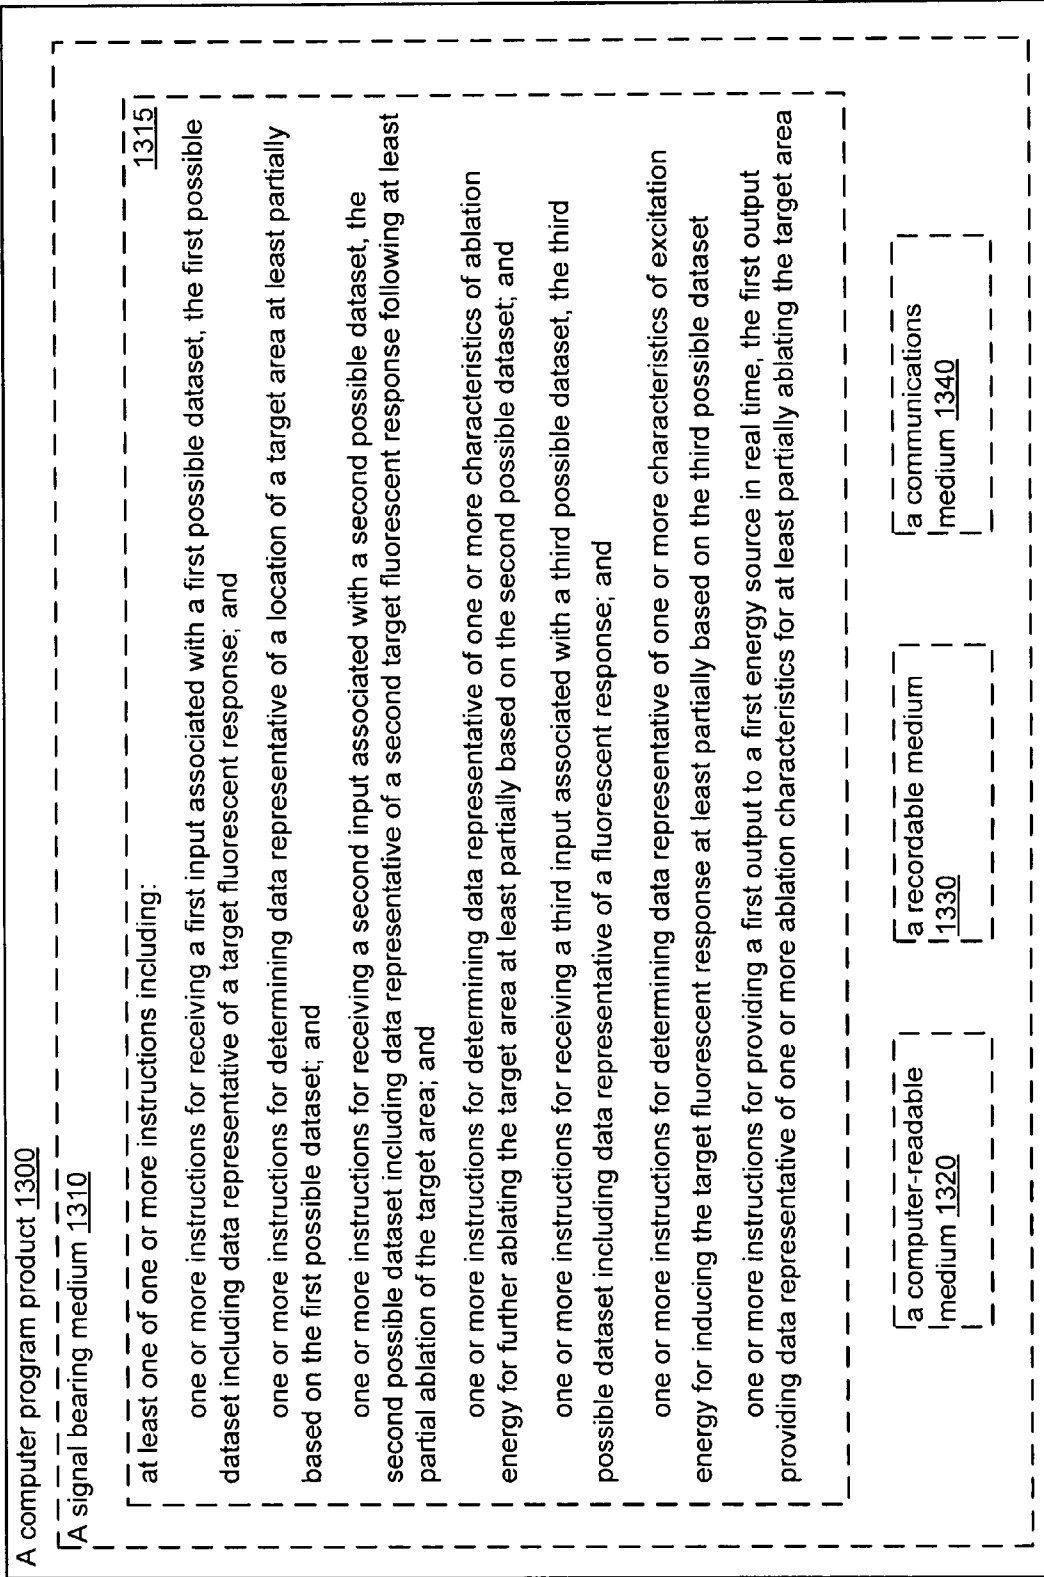 A computer program product 1300
A signal bearing medium 1310
1315
at least one of one or more instructions including:
one or more instructions for receiving a first input associated with a first possible dataset, the first possible
dataset including data representative of a target fluorescent response; and
one or more instructions for determining data representative of a location of a target area at least partially
based on the first possible dataset; and
one or more instructions for receiving a second input associated with a second possible dataset, the
second possible dataset including data representative of a second target fluorescent response following at least
partial ablation of the target area; and
one or more instructions for determining data representative of one or more characteristics of ablation
energy for further ablating the target area at least partially based on the second possible dataset; and
one or more instructions for receiving a third input associated with a third possible dataset, the third
possible dataset including data representative of a fluorescent response; and
one or more instructions for determining data representative of one or more characteristics of excitation
energy for inducing the target fluorescent response at least partially based on the third possible dataset
one or more instructions for providing a first output to a first energy source in real time, the first output
providing data representative of one or more ablation characteristics for at least partially ablating the target area
a computer-readable
medium 1320
a recordable medium
1330
a communications
medium 1340